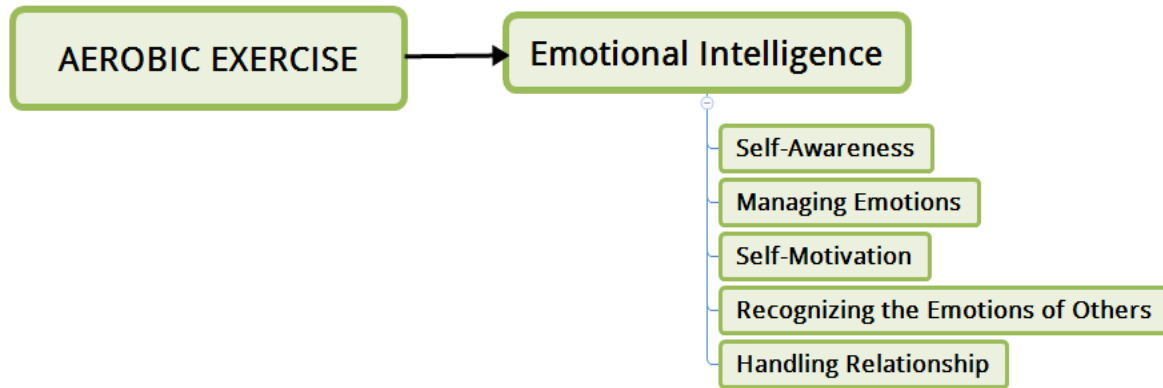 AEROBIC EXERCISE
Emotional Intelligence
Self-Awareness
Managing Emotions
Self-Motivation
Recognizing the Emotions of Others
Handling Relationship